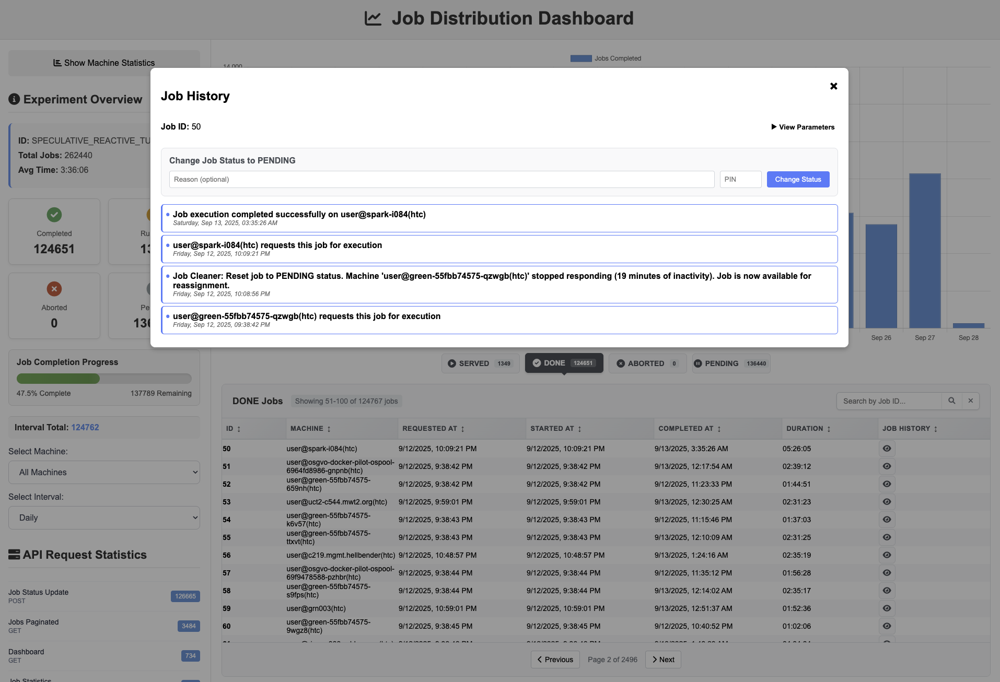 Job Distribution Dashboard
Show Machine Statistics
Jobs Completed
14,000
Experiment Overview
ID: SPECULATIVE_REACTIVE_TU
Total Jobs: 262440
Avg Time: 3:36:06
Completed
124651
Aborted
0
Job Completion Progress
47.5% Complete
137789 Remaining
Interval Total: 124762
Select Machine:
All Machines
Select Interval:
Daily
API Request Statistics
Job Status Update
POST
126665
Jobs Paginated
GET
3484
Dashboard
GET
734
Job Statistics
Job History
Job ID: 50
View Parameters
Change Job Status to PENDING
Reason (optional)
PIN
Change Status
Job execution completed successfully on user@spark-i084(htc)
Saturday, Sep 13, 2025, 03:35:26 AM
user@spark-i084(htc) requests this job for execution
Friday, Sep 12, 2025, 10:09:21 PM
Job Cleaner: Reset job to PENDING status. Machine 'user@green-55fbb74575-qzwgb(htc)' stopped responding (19 minutes of inactivity). Job is now available for
reassignment.
Friday, Sep 12, 2025, 10:08:56 PM
user@green-55fbb74575-qzwgb(htc) requests this job for execution
Friday, Sep 12, 2025, 09:38:42 PM
Sep 26
Sep 27
Sep 28
SERVED 1349
DONE 124651
ABORTED 0
PENDING 136440
DONE Jobs
Showing 51-100 of 124767 jobs
Search by Job ID...
ID MACHINE REQUESTED AT STARTED AT COMPLETED AT DURATION JOB HISTORY
50 user@spark-i084(htc) 9/12/2025, 10:09:21 PM 9/12/2025, 10:09:21 PM 9/13/2025, 3:35:26 AM 05:26:05
51 user@osgvo-docker-pilot-ospool-
6964fd8986-gnpnb(htc) 9/12/2025, 9:38:42 PM 9/12/2025, 9:38:42 PM 9/13/2025, 12:17:54 AM 02:39:12
52 user@green-55fbb74575-
659nh(htc) 9/12/2025, 9:38:42 PM 9/12/2025, 9:38:42 PM 9/12/2025, 11:23:33 PM 01:44:51
53 user@uct2-c544.mwt2.org(htc) 9/12/2025, 9:59:01 PM 9/12/2025, 9:59:01 PM 9/13/2025, 12:30:25 AM 02:31:23
54 user@green-55fbb74575-
k6v57(htc) 9/12/2025, 9:38:43 PM 9/12/2025, 9:38:43 PM 9/12/2025, 11:15:46 PM 01:37:03
55 user@green-55fbb74575-
ttxvt(htc) 9/12/2025, 9:38:43 PM 9/12/2025, 9:38:43 PM 9/13/2025, 12:10:09 AM 02:31:25
56 user@c219.mgmt.hellbender(htc) 9/12/2025, 10:48:57 PM 9/12/2025, 10:48:57 PM 9/13/2025, 1:24:16 AM 02:35:19
57 user@osgvo-docker-pilot-ospool-
69f9478588-pzhbr(htc) 9/12/2025, 9:38:44 PM 9/12/2025, 9:38:44 PM 9/12/2025, 11:35:12 PM 01:56:28
58 user@green-55fbb74575-
s9fps(htc) 9/12/2025, 9:38:44 PM 9/12/2025, 9:38:44 PM 9/13/2025, 12:14:02 AM 02:35:17
59 user@grn003(htc) 9/12/2025, 10:59:01 PM 9/12/2025, 10:59:01 PM 9/13/2025, 12:51:37 AM 01:52:36
60 user@green-55fbb74575-
9wgz8(htc) 9/12/2025, 9:38:45 PM 9/12/2025, 9:38:45 PM 9/12/2025, 10:40:52 PM 01:02:06
Previous
Page 2 of 2496
Next